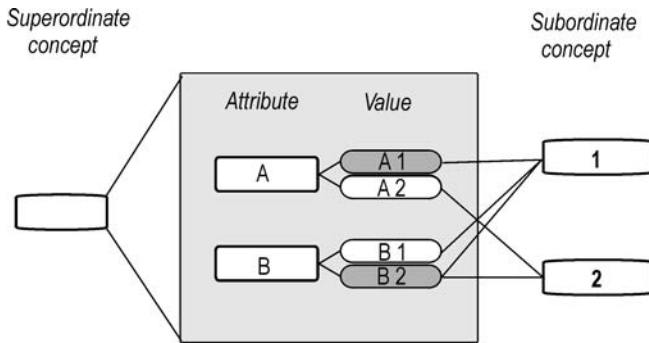 Superordinate
concept
Subordinate
concept
Attribute
Value
A
A 1
A 2
B
B 1
B 2
1
2